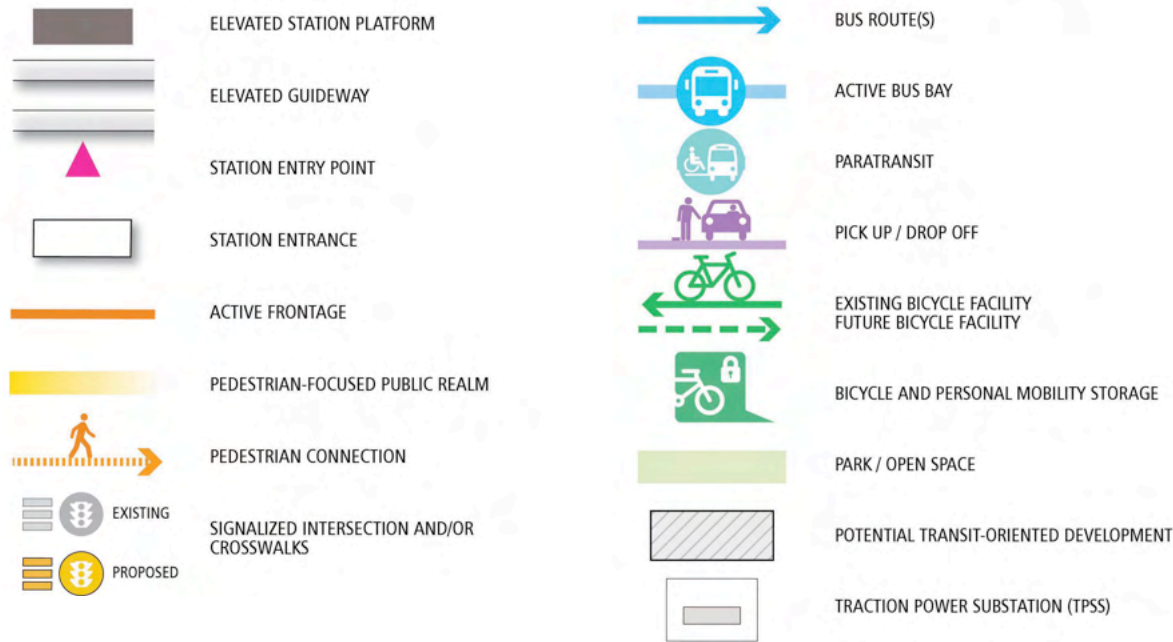 ELEVATED STATION PLATFORM
ELEVATED GUIDEWAY
STATION ENTRY POINT
STATION ENTRANCE
ACTIVE FRONTAGE
PEDESTRIAN-FOCUSED PUBLIC REALM
PEDESTRIAN CONNECTION
EXISTING
PROPOSED
SIGNALIZED INTERSECTION AND/OR
CROSSWALKS
BUS ROUTE(S)
ACTIVE BUS BAY
PARATRANSIT
PICK UP / DROP OFF
EXISTING BICYCLE FACILITY
FUTURE BICYCLE FACILITY
BICYCLE AND PERSONAL MOBILITY STORAGE
PARK / OPEN SPACE
POTENTIAL TRANSIT-ORIENTED DEVELOPMENT
TRACTION POWER SUBSTATION (TPSS)